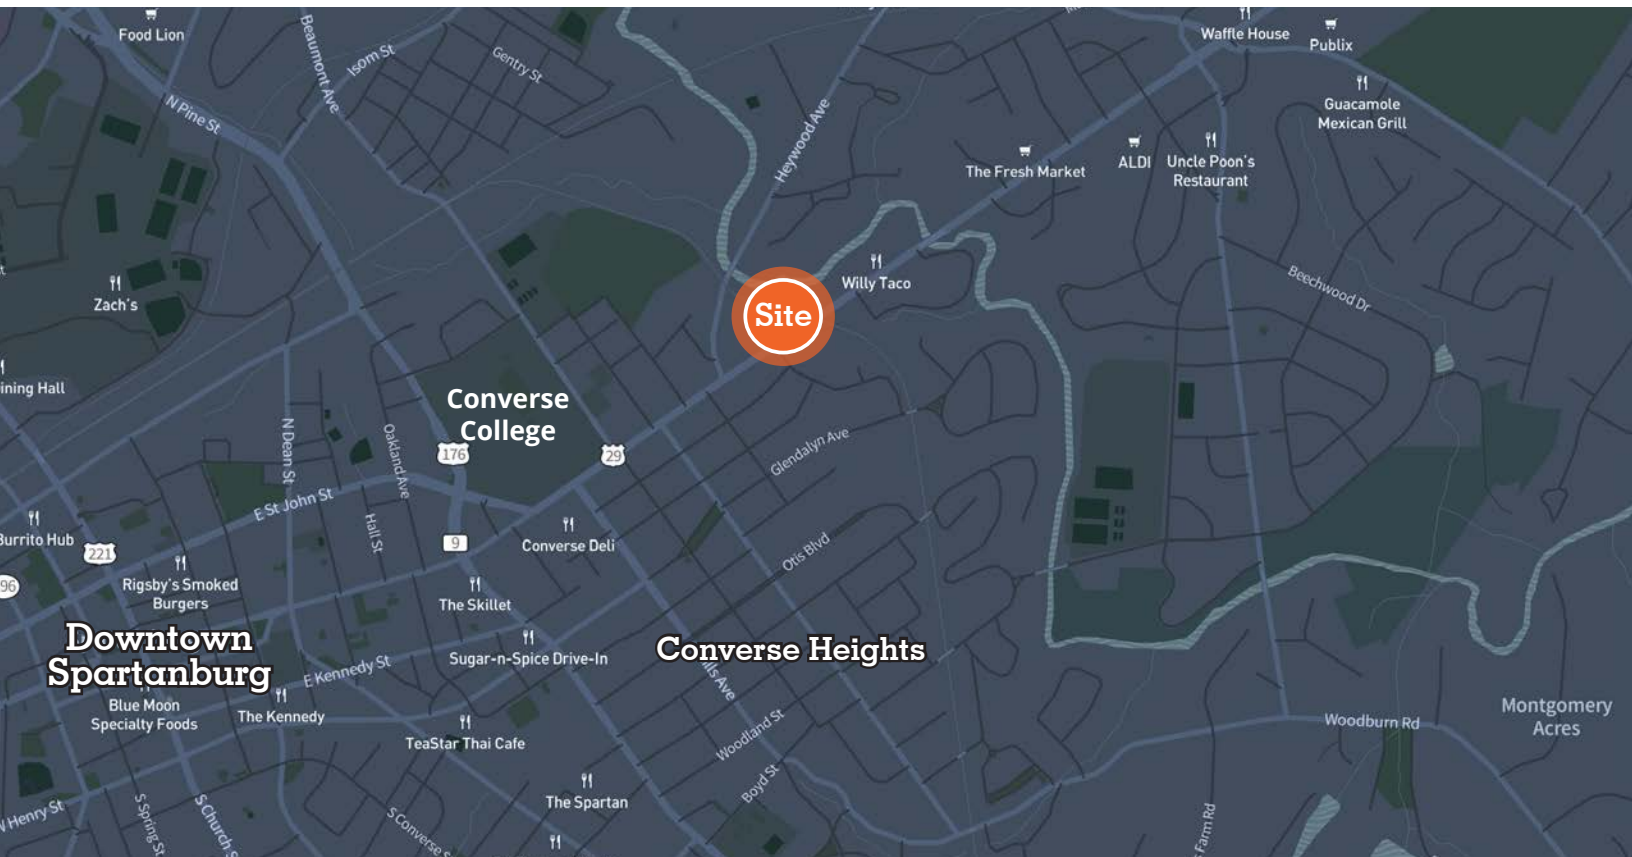 Food Lion
Beaumont Ave
Isom St
Gentry St
Waffle House
Publix
N Pine St
Heywood Ave
Guacamole
Mexican Grill
The Fresh Market
ALDI
Uncle Poon's
Restaurant
Zach's
Site
Willy Taco
Beechwood Dr
Hall
Converse
College
N Dean St
Oakland Ave
176
29
Glendalyn Ave
E St John St
Hall St
Burrito Hub
221
9
Converse Deli
Otis Blvd
96
Rigsby's Smoked
Burgers
The Skillet
Downtown
Spartanburg
Sugar-n-Spice Drive-In
Converse Heights
E Kennedy St
Ave
Blue Moon
Specialty Foods
The Kennedy
TeaStar Thai Cafe
Woodland St
Woodburn Rd
Montgomery
Acres
Boyd St
The Spartan
Henry St
S Spring St
S Church S
S Converse S
Farm Rd